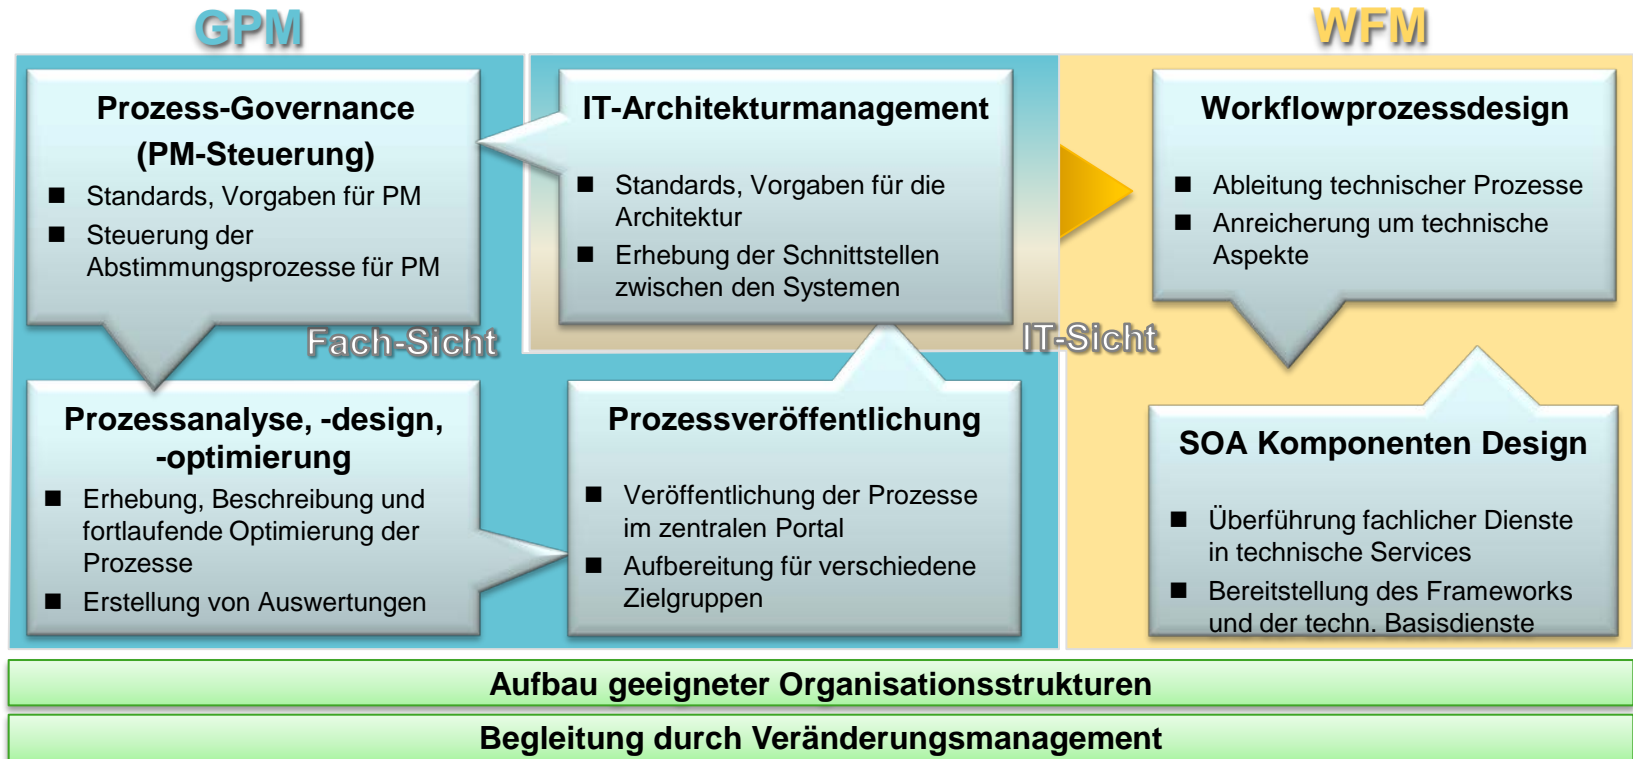 GPM
WFM
Prozess-Governance
(PM-Steuerung)
■ Standards, Vorgaben für PM
■ Steuerung der
Abstimmungsprozesse für PM
IT-Architekturmanagement
■ Standards, Vorgaben für die
Architektur
■ Erhebung der Schnittstellen
zwischen den Systemen
Workflowprozessdesign
■ Ableitung technischer Prozesse
■ Anreicherung um technische
Aspekte
Fach-Sicht
IT-Sicht
Prozessanalyse, -design,
-optimierung
■ Erhebung, Beschreibung und
fortlaufende Optimierung der
Prozesse
■ Erstellung von Auswertungen
Prozessveröffentlichung
■ Veröffentlichung der Prozesse
im zentralen Portal
■ Aufbereitung für verschiedene
Zielgruppen
SOA Komponenten Design
■ Überführung fachlicher Dienste
in technische Services
■ Bereitstellung des Frameworks
und der techn. Basisdienste
Aufbau geeigneter Organisationsstrukturen
Begleitung durch Veränderungsmanagement